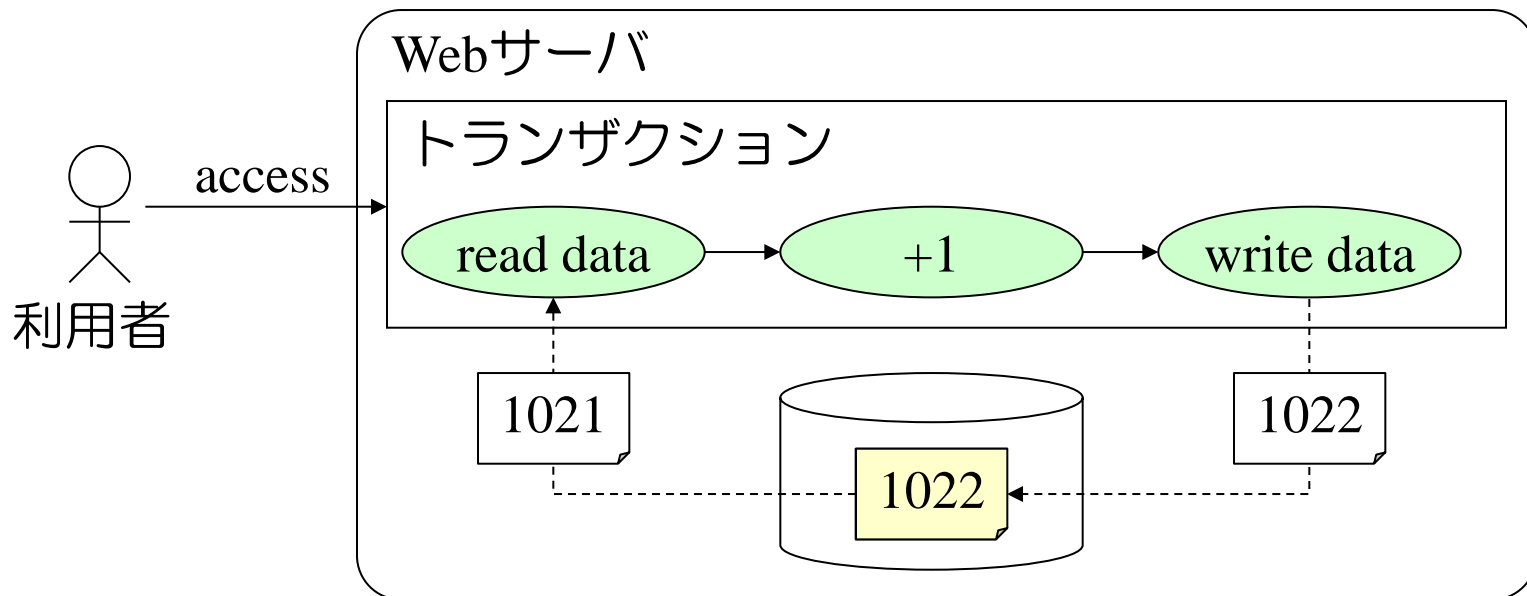 Webサーバ
トランザクション
access
read data
+1
write data
利用者
1021
1022
1022